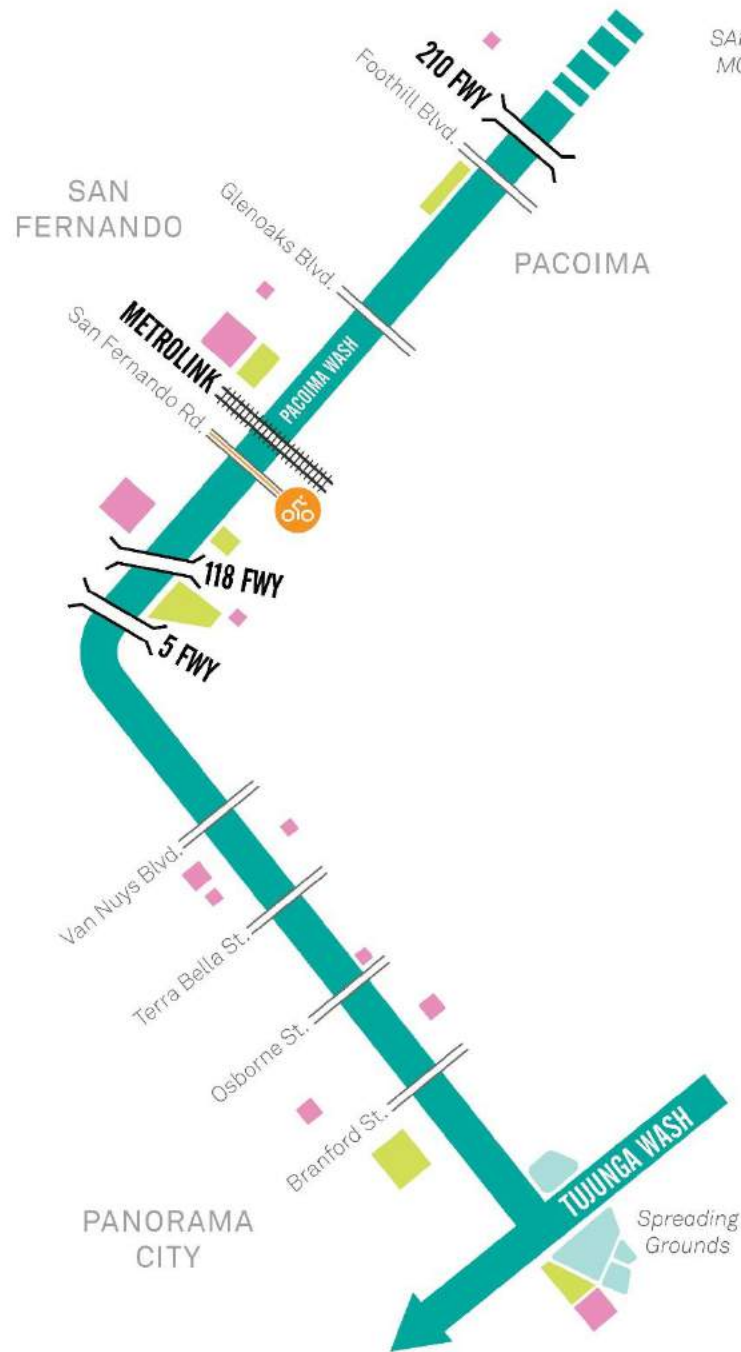 210 FWY
Foothill Blvd.
SAN
FERNANDO
Glenoaks Blvd.
PACOIMA
METROLINK
San Fernando Rd.
PACOIMA WASH
118 FWY
5 FWY
Van Nuys Blvd.
Terra Bella St.
Osborne St.
Branford St.
TUJUNGA WASH
PANORAMA
CITY
Spreading
Grounds